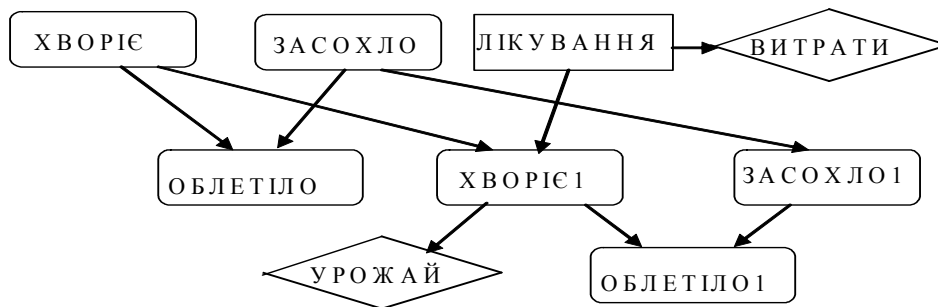 ХВОРІЄ
ЗАСОХЛО
ЛІКУВАННЯ
ВИТРАТИ
ОБЛЕТІЛО
ХВОРІЄ1
ЗАСОХЛО1
УРОЖАЙ
ОБЛЕТІЛО1